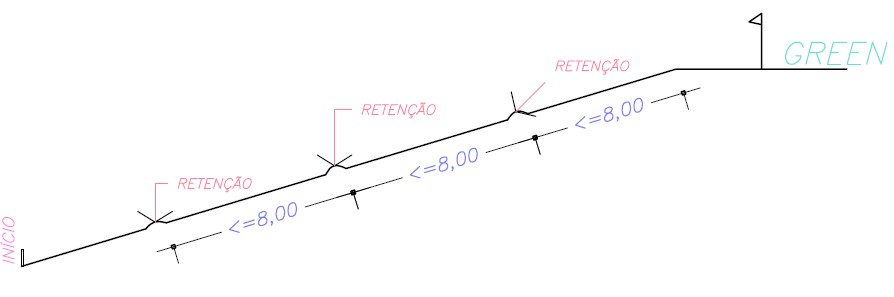 GREEN
RETENÇÃO
RETENÇÃO
<=8,00
<=8,00
RETENÇÃO
<=8,00
INÍCIO